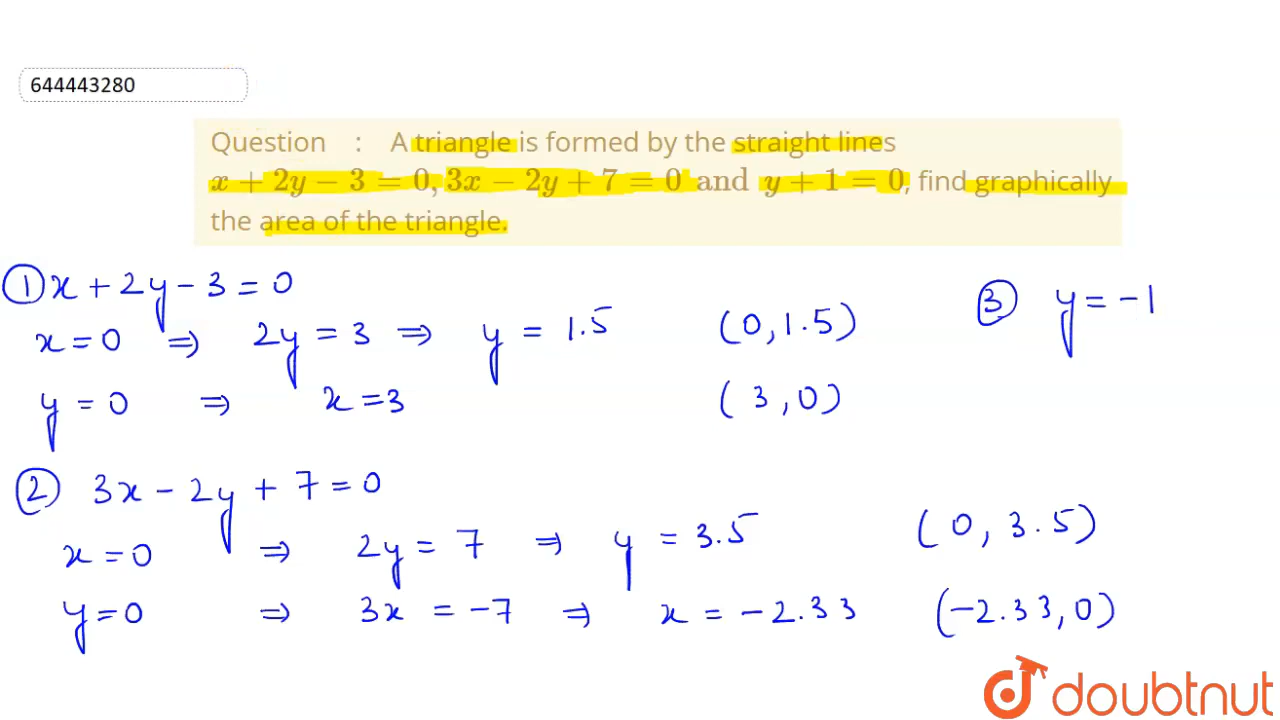 644443280
Question : A triangle is formed by the straight lines
x + 2y − 3 = 0, 3x − 2y + 7 = 0 and y + 1 = 0, find graphically
the area of the triangle.
① x + 2y − 3 = 0
③ y = −1
x = 0 ⇒ 2y = 3 ⇒ y = 1.5 (0, 1.5)
y = 0 ⇒ x = 3 (3, 0)
② 3x − 2y + 7 = 0
x = 0 ⇒ 2y = 7 ⇒ y = 3.5 (0, 3.5)
y = 0 ⇒ 3x = −7 ⇒ x = −2.33 (−2.33, 0)
doubtnut